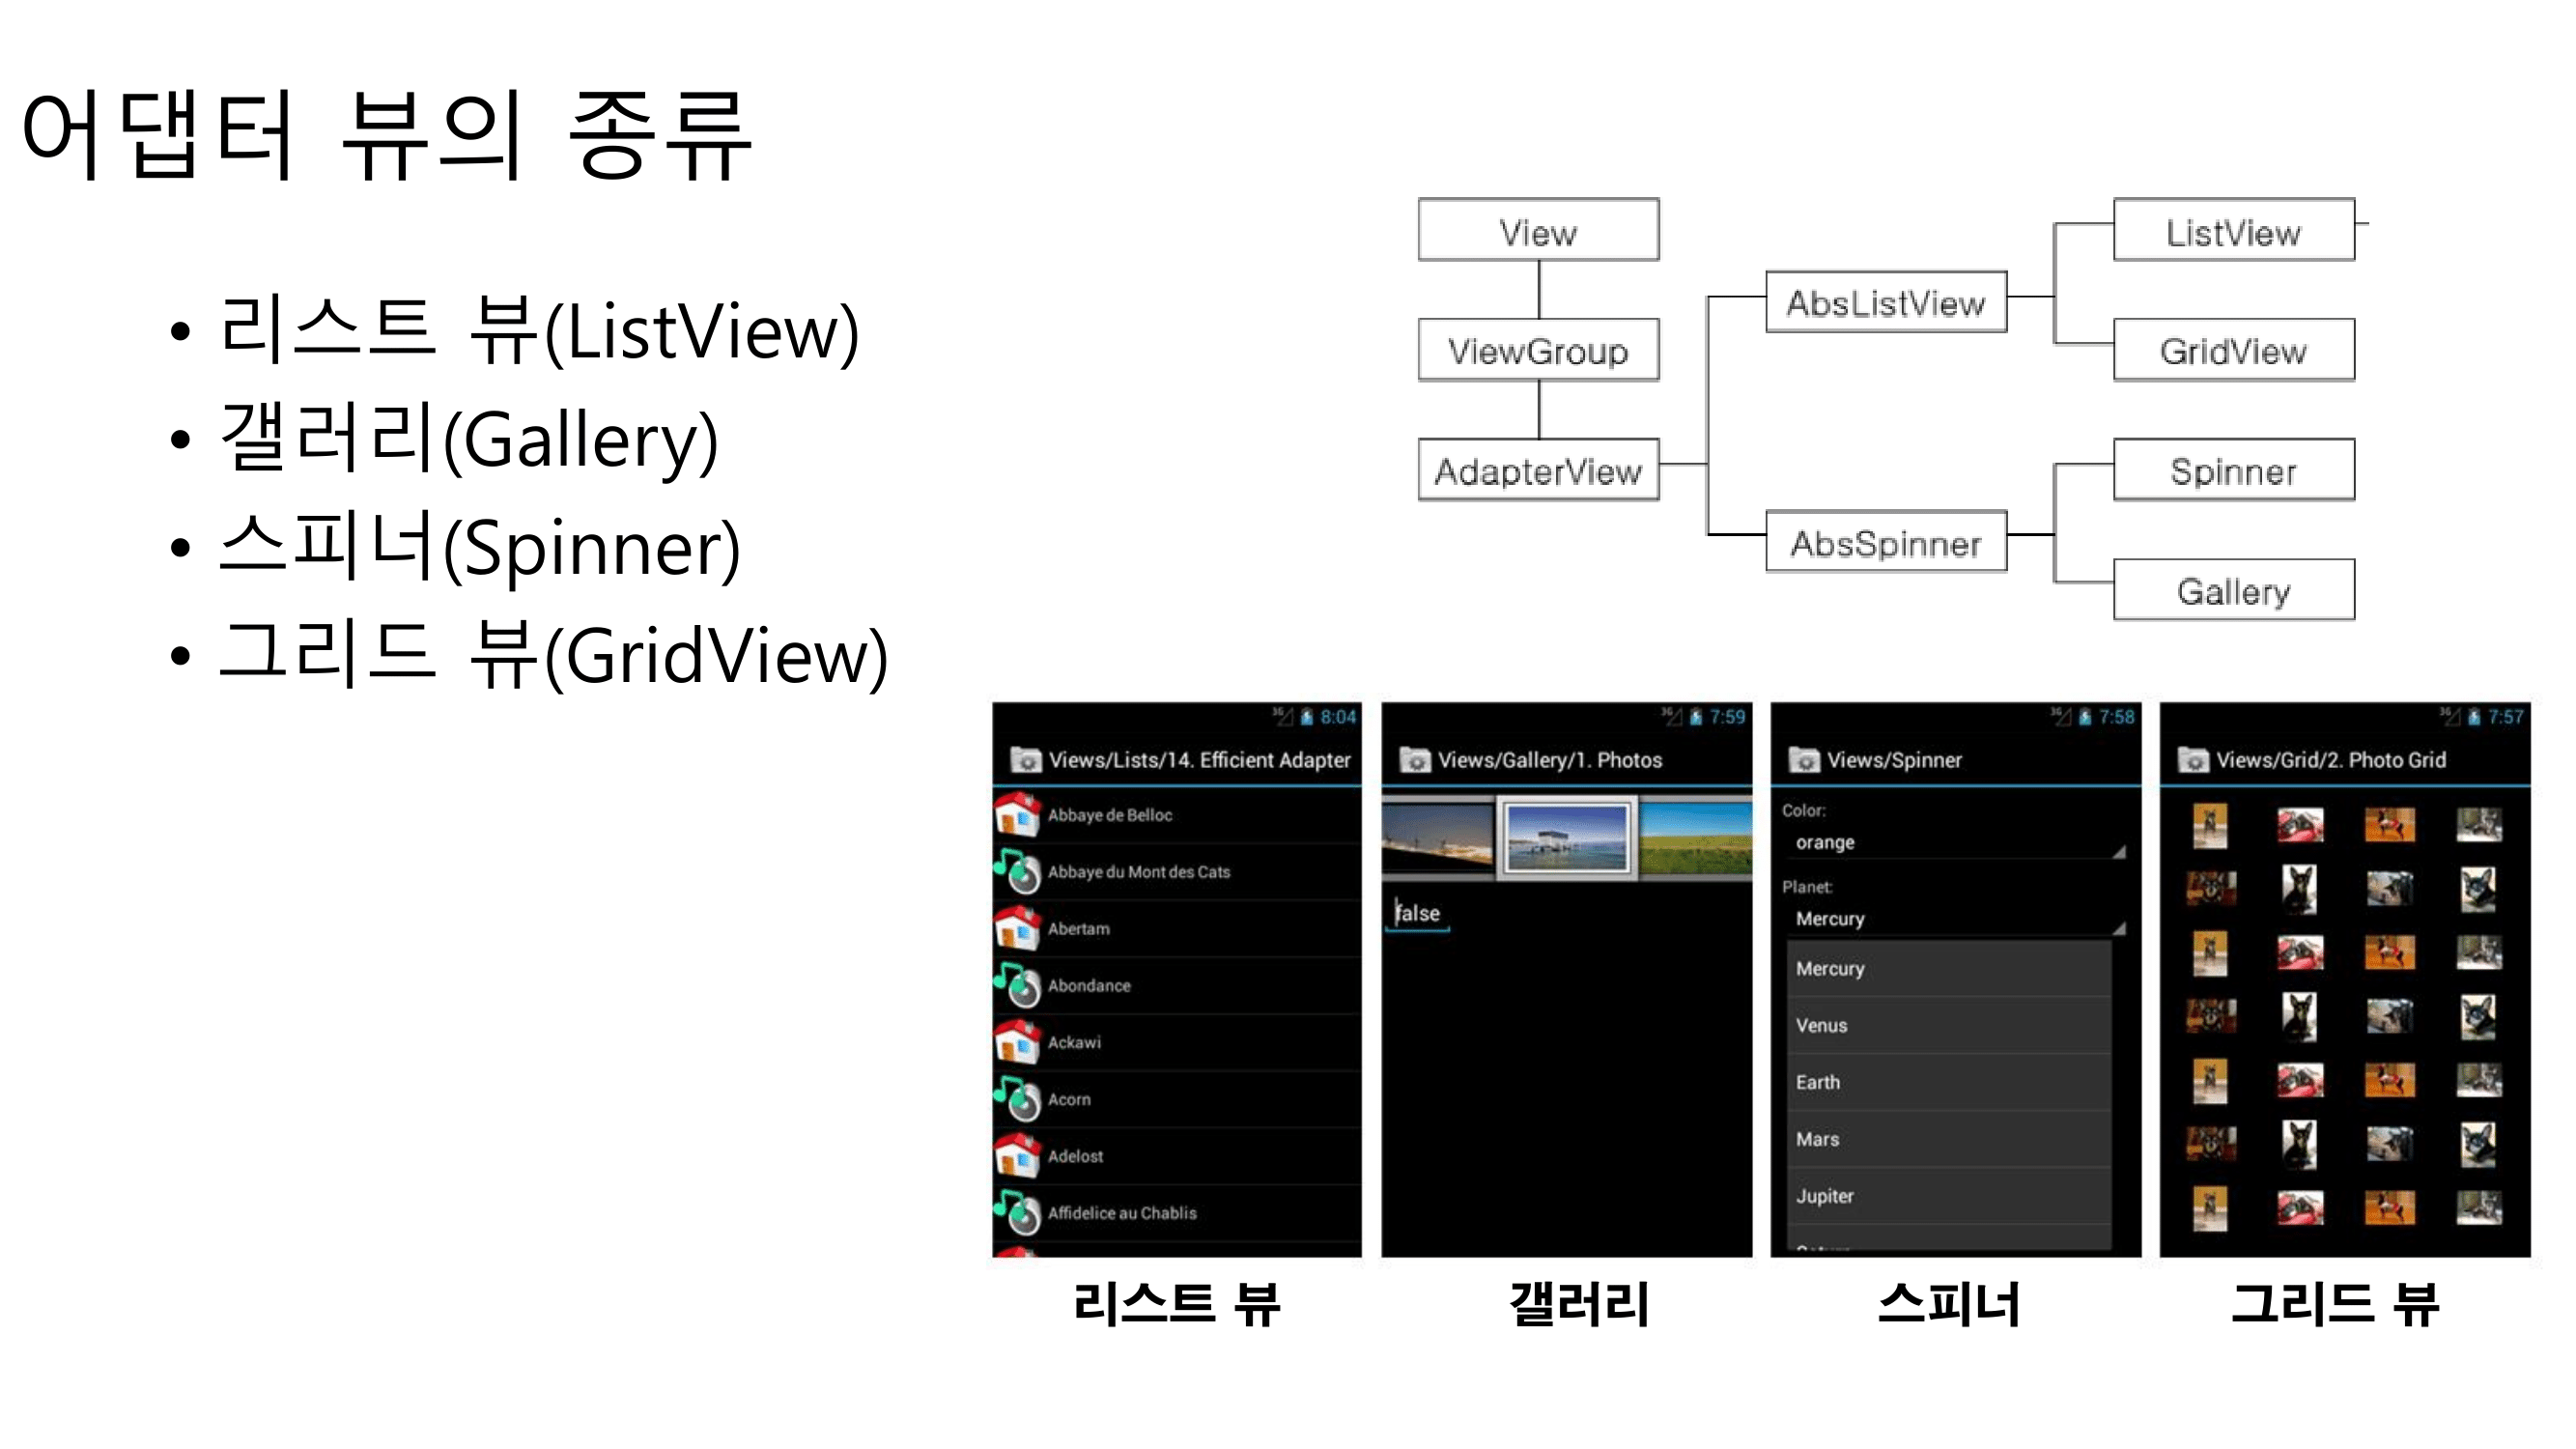 어댑터 뷰의 종류
• 리스트 뷰(ListView)
• 갤러리(Gallery)
• 스피너(Spinner)
• 그리드 뷰(GridView)
View
ViewGroup
AdapterView
AbsListView
AbsSpinner
ListView
GridView
Spinner
Gallery
3G 8:04
Views/Lists/14. Efficient Adapter
Abbaye de Belloc
Abbaye du Mont des Cats
Abertam
Abondance
Ackawi
Acorn
Adelost
Affidelice au Chablis
리스트 뷰
3G 7:59
Views/Gallery/1. Photos
false
갤러리
3G 7:58
Views/Spinner
Color:
orange
Planet:
Mercury
Mercury
Venus
Earth
Mars
Jupiter
스피너
3G 7:57
Views/Grid/2. Photo Grid
그리드 뷰